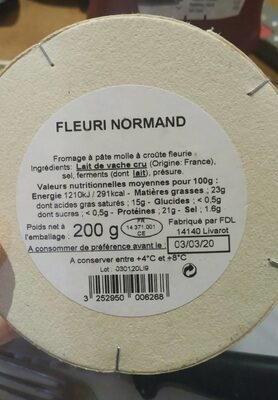 FLEURI NORMAND
Fromage à pâte molle à croûte fleurie
Ingrédients: Lait de vache cru (Origine: France),
sel, ferments (dont lait), présure.
Valeurs nutritionnelles moyennes pour 100g :
Energie 1210kJ / 291kcal - Matières grasses : 23g
dont acides gras saturés : 15g - Glucides : < 0,5g
dont sucres : < 0,5g - Protéines : 21g - Sel : 1.6g
Poids net à l'emballage : 200 g
FR
14.371.001
CE
Fabriqué par FDL
14140 Livarot
A consommer de préférence avant le : 03/03/20
A conserver entre +4°C et +8°C
Lot : 030120LI9
3 252950 006268